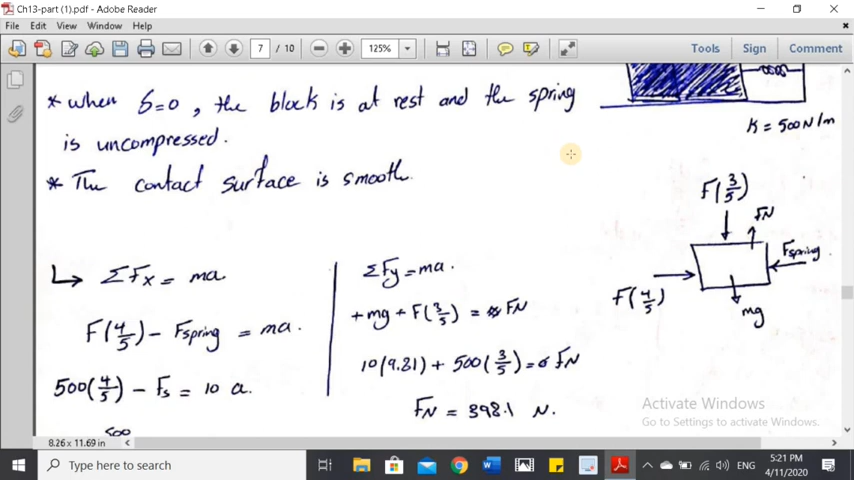 Ch13-part (1).pdf - Adobe Reader
File Edit View Window Help
7 / 10 125% Tools Sign Comment
* when S=0, the block is at rest and the spring
is uncompressed.
K = 500 N/m
* The contact surface is smooth.
F(3/5)
FN
Fspring
F(4/5)
mg
ΣFx = ma
F(4/5) - Fspring = ma.
500(4/5) - Fs = 10 a.
500
ΣFy = ma.
+mg + F(3/5) = FN
10(9.81) + 500(3/5) = FN
FN = 398.1 N.
Activate Windows
Go to Settings to activate Windows.
8.26 x 11.69 in
Type here to search
ENG
5:21 PM
4/11/2020